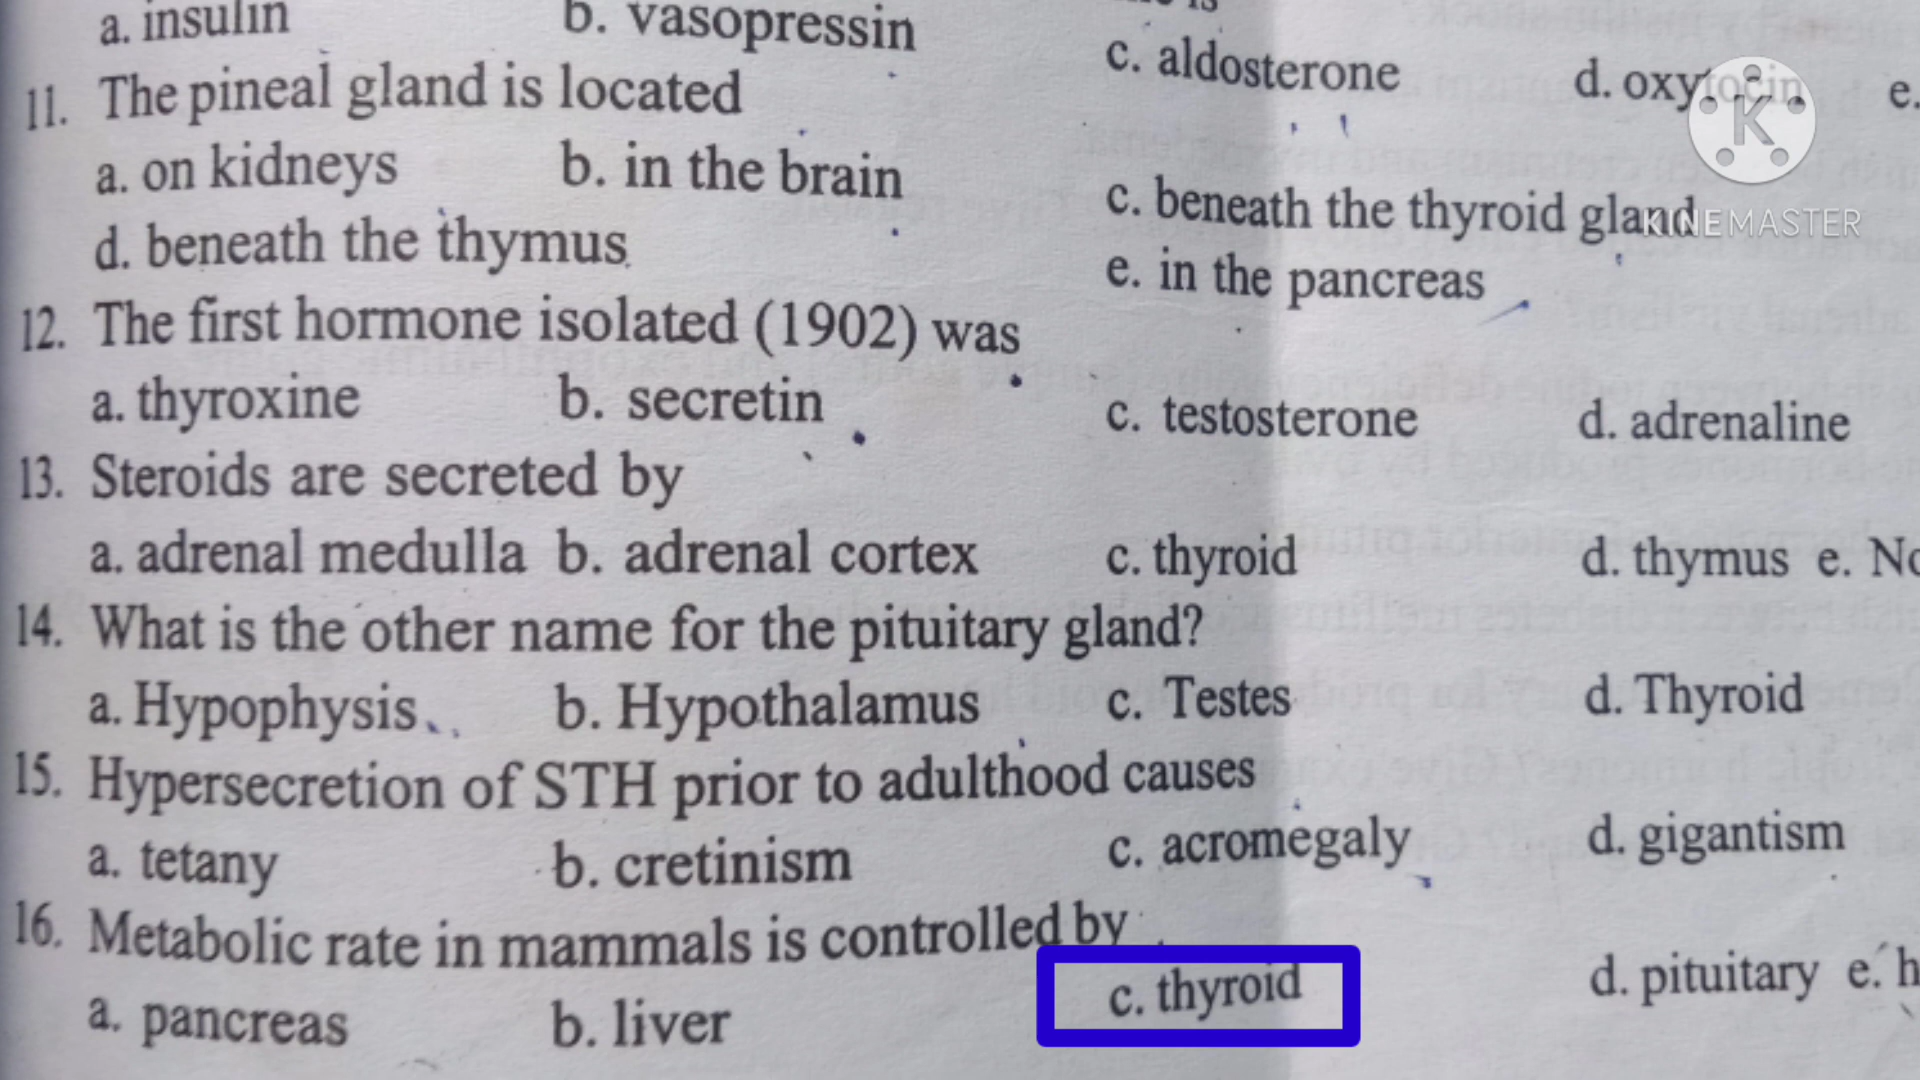 a. insulin b. vasopressin c. aldosterone d. oxytocin e.
11. The pineal gland is located
a. on kidneys b. in the brain c. beneath the thyroid gland
d. beneath the thymus e. in the pancreas
12. The first hormone isolated (1902) was
a. thyroxine b. secretin c. testosterone d. adrenaline
13. Steroids are secreted by
a. adrenal medulla b. adrenal cortex c. thyroid d. thymus e.
14. What is the other name for the pituitary gland?
a. Hypophysis b. Hypothalamus c. Testes d. Thyroid
15. Hypersecretion of STH prior to adulthood causes
a. tetany b. cretinism c. acromegaly d. gigantism
16. Metabolic rate in mammals is controlled by
a. pancreas b. liver c. thyroid d. pituitary e.
K
KINEMASTER